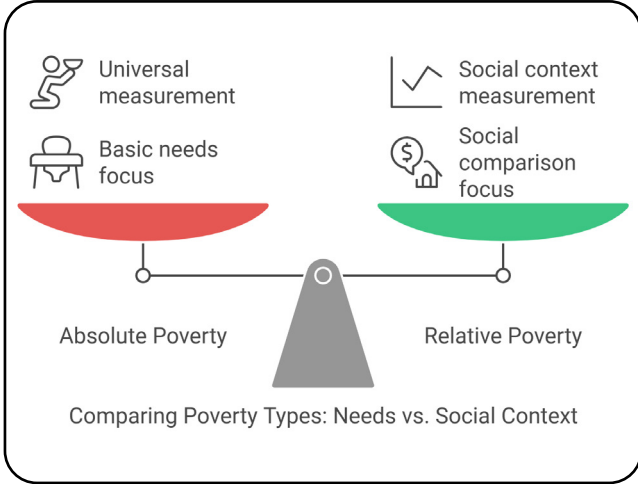 Universal
measurement
Basic needs
focus
Social context
measurement
$
Social
comparison
focus
Absolute Poverty
Relative Poverty
Comparing Poverty Types: Needs vs. Social Context